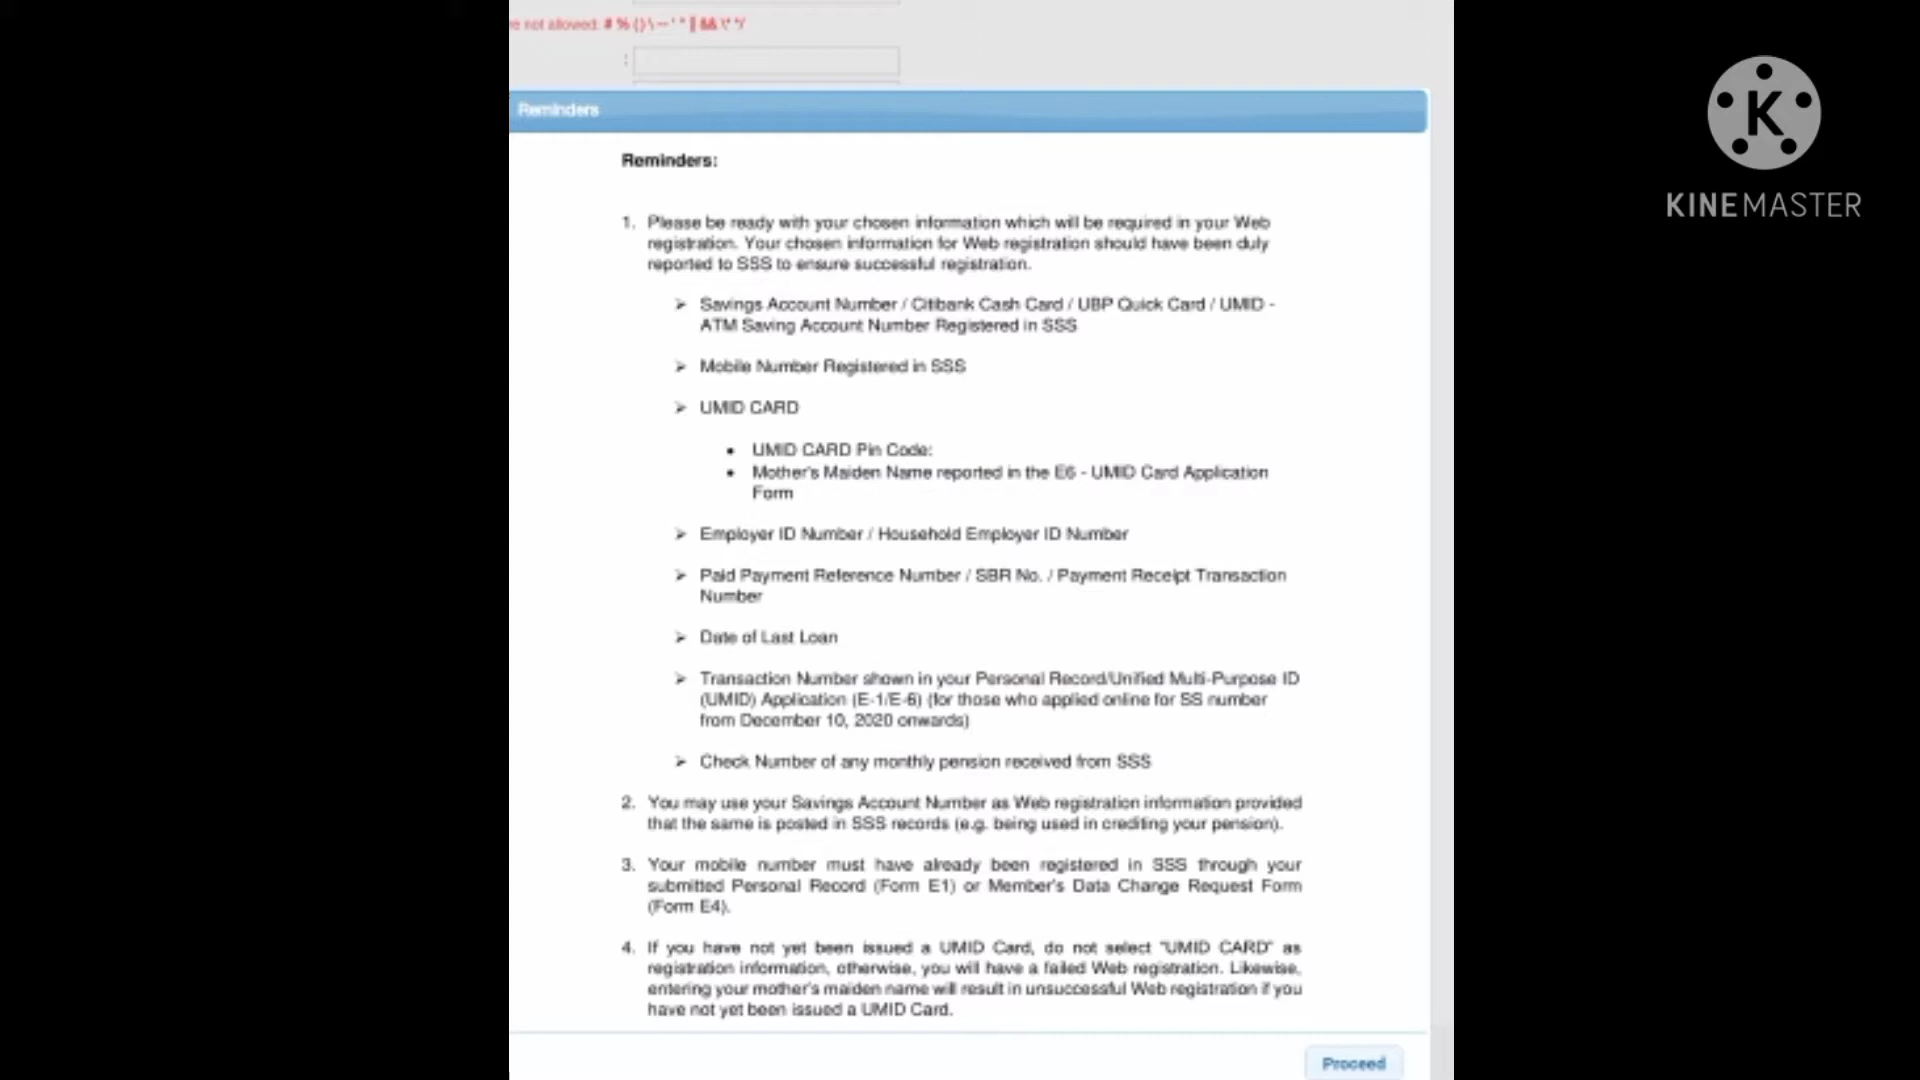 e not allowed: # % () \ -- ' " || && \* */
:
Reminders
Reminders:
1. Please be ready with your chosen information which will be required in your Web
registration. Your chosen information for Web registration should have been duly
reported to SSS to ensure successful registration.
➢ Savings Account Number / Citibank Cash Card / UBP Quick Card / UMID -
ATM Saving Account Number Registered in SSS
➢ Mobile Number Registered in SSS
➢ UMID CARD
• UMID CARD Pin Code:
• Mother's Maiden Name reported in the E6 - UMID Card Application
Form
➢ Employer ID Number / Household Employer ID Number
➢ Paid Payment Reference Number / SBR No. / Payment Receipt Transaction
Number
➢ Date of Last Loan
➢ Transaction Number shown in your Personal Record/Unified Multi-Purpose ID
(UMID) Application (E-1/E-6) (for those who applied online for SS number
from December 10, 2020 onwards)
➢ Check Number of any monthly pension received from SSS
2. You may use your Savings Account Number as Web registration information provided
that the same is posted in SSS records (e.g. being used in crediting your pension).
3. Your mobile number must have already been registered in SSS through your
submitted Personal Record (Form E1) or Member's Data Change Request Form
(Form E4).
4. If you have not yet been issued a UMID Card, do not select "UMID CARD" as
registration information, otherwise, you will have a failed Web registration. Likewise,
entering your mother's maiden name will result in unsuccessful Web registration if you
have not yet been issued a UMID Card.
Proceed
K
KINEMASTER